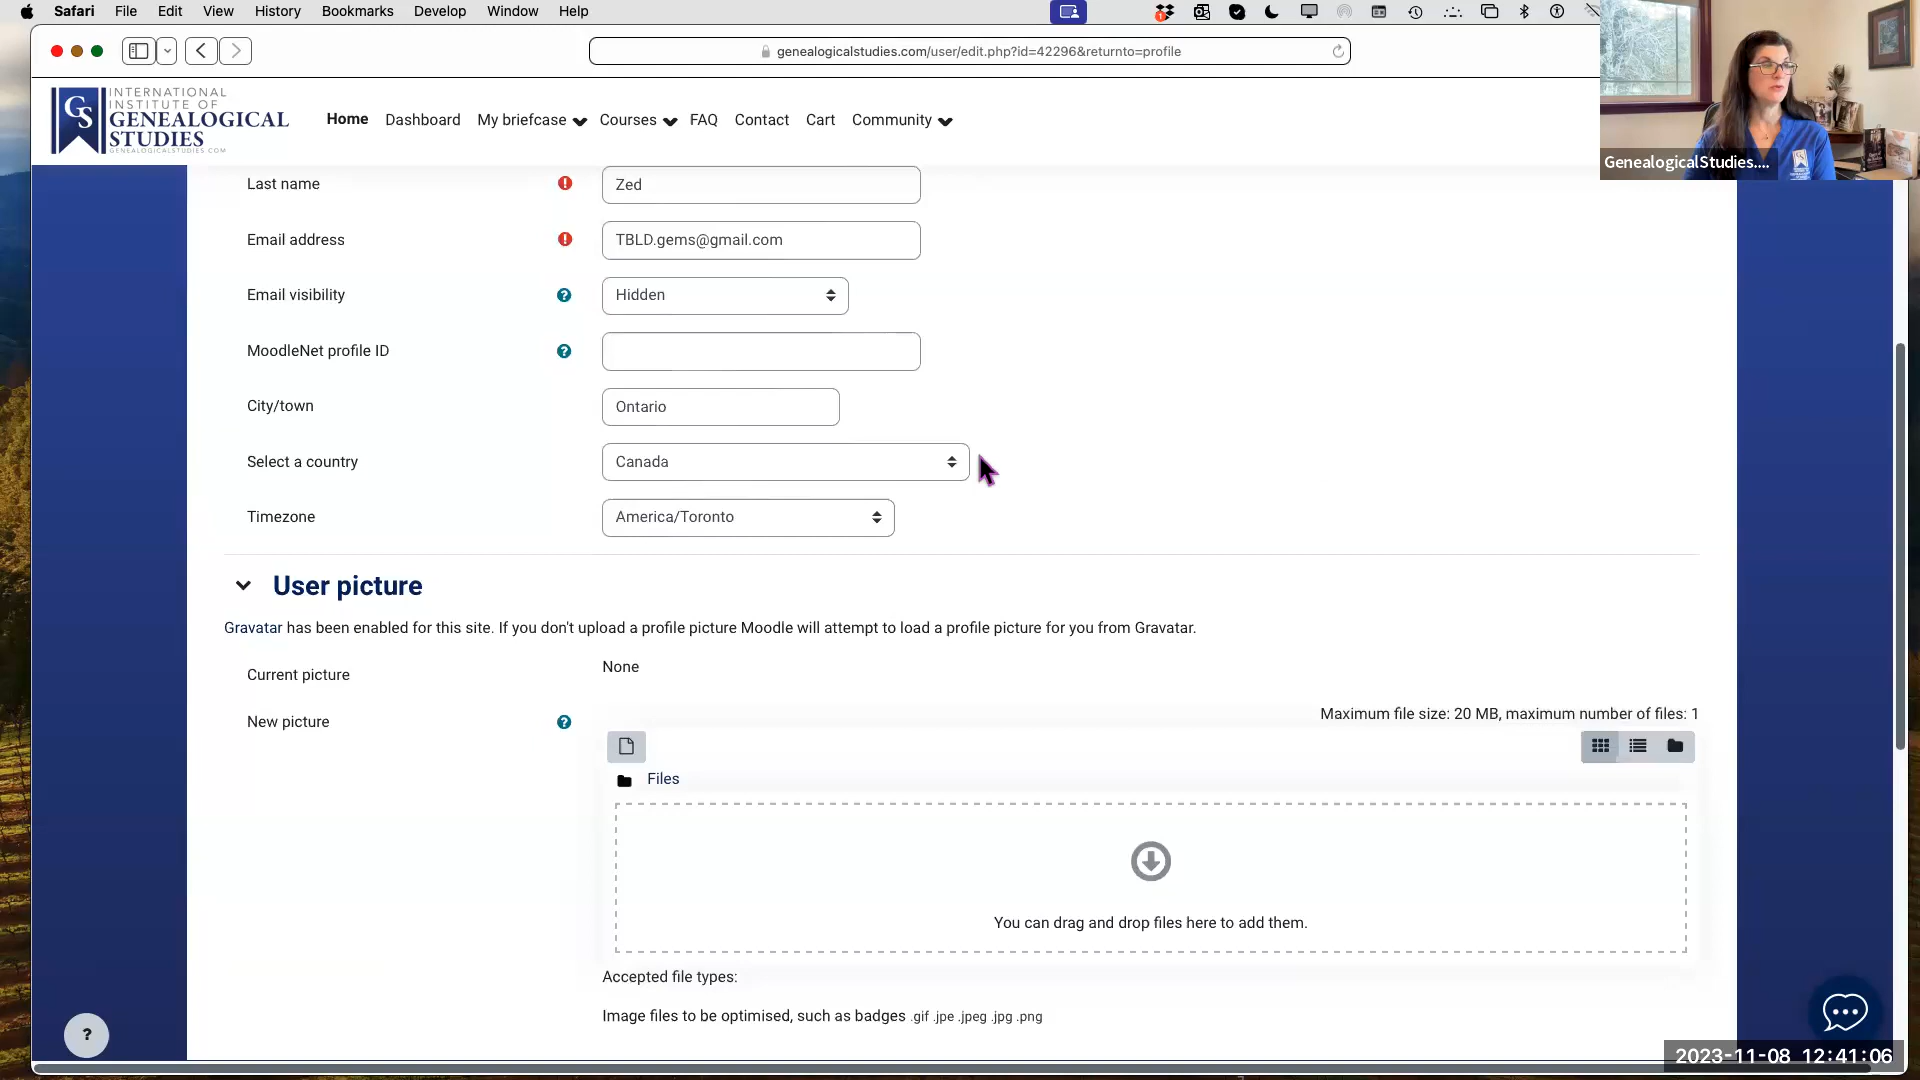 Safari File Edit View History Bookmarks Develop Window Help
genealogicalstudies.com/user/edit.php?id=42296&returnto=profile
INTERNATIONAL
INSTITUTE OF
GENEALOGICAL
STUDIES
GENEALOGICALSTUDIES.COM
GS
Home Dashboard My briefcase Courses FAQ Contact Cart Community
GenealogicalStudies....
Last name Zed
Email address TBLD.gems@gmail.com
Email visibility ? Hidden
MoodleNet profile ID ?
City/town Ontario
Select a country Canada
Timezone America/Toronto
User picture
Gravatar has been enabled for this site. If you don't upload a profile picture Moodle will attempt to load a profile picture for you from Gravatar.
Current picture None
New picture ? Maximum file size: 20 MB, maximum number of files: 1
Files
You can drag and drop files here to add them.
Accepted file types:
Image files to be optimised, such as badges .gif .jpe .jpeg .jpg .png
?
2023-11-08 12:41:06